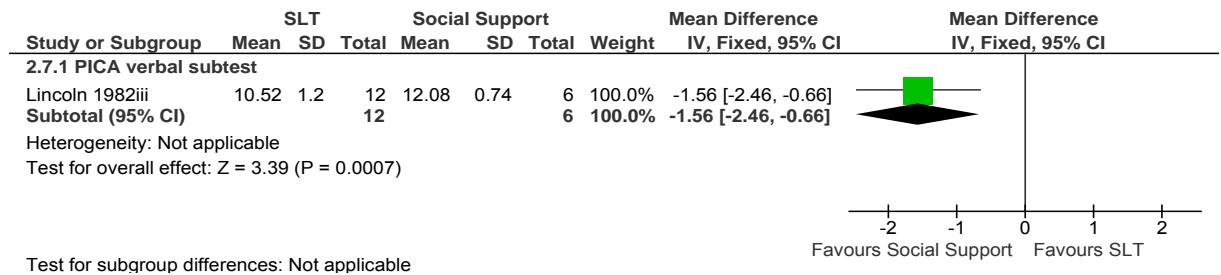 SLT Social Support Mean Difference Mean Difference
Study or Subgroup Mean SD Total Mean SD Total Weight IV, Fixed, 95% CI IV, Fixed, 95% CI
2.7.1 PICA verbal subtest
Lincoln 1982iii 10.52 1.2 12 12.08 0.74 6 100.0% -1.56 [-2.46, -0.66]
Subtotal (95% CI) 12 6 100.0% -1.56 [-2.46, -0.66]
Heterogeneity: Not applicable
Test for overall effect: Z = 3.39 (P = 0.0007)
-2 -1 0 1 2
Favours Social Support Favours SLT
Test for subgroup differences: Not applicable